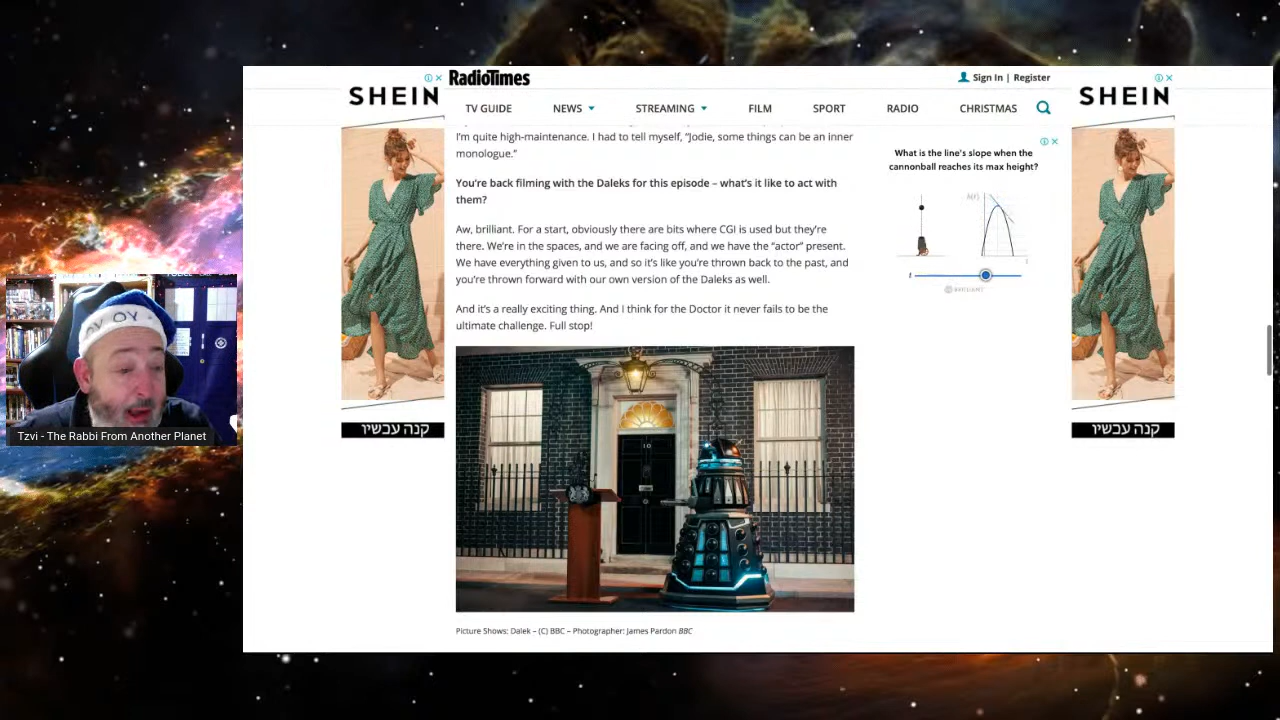 SHEIN
RadioTimes
Sign In | Register
SHEIN
TV GUIDE NEWS STREAMING FILM SPORT RADIO CHRISTMAS
I'm quite high-maintenance. I had to tell myself, "Jodie, some things can be an inner
monologue."
You're back filming with the Daleks for this episode – what's it like to act with
them?
Aw, brilliant. For a start, obviously there are bits where CGI is used but they're
there. We're in the spaces, and we are facing off, and we have the "actor" present.
We have everything given to us, and so it's like you're thrown back to the past, and
you're thrown forward with our own version of the Daleks as well.
And it's a really exciting thing. And I think for the Doctor it never fails to be the
ultimate challenge. Full stop!
10
Picture Shows: Dalek – (C) BBC – Photographer: James Pardon BBC
What is the line's slope when the
cannonball reaches its max height?
h(t)
t
t
BRILLIANT
קנה עכשיו
קנה עכשיו
OY OY
Tzvi - The Rabbi From Another Planet